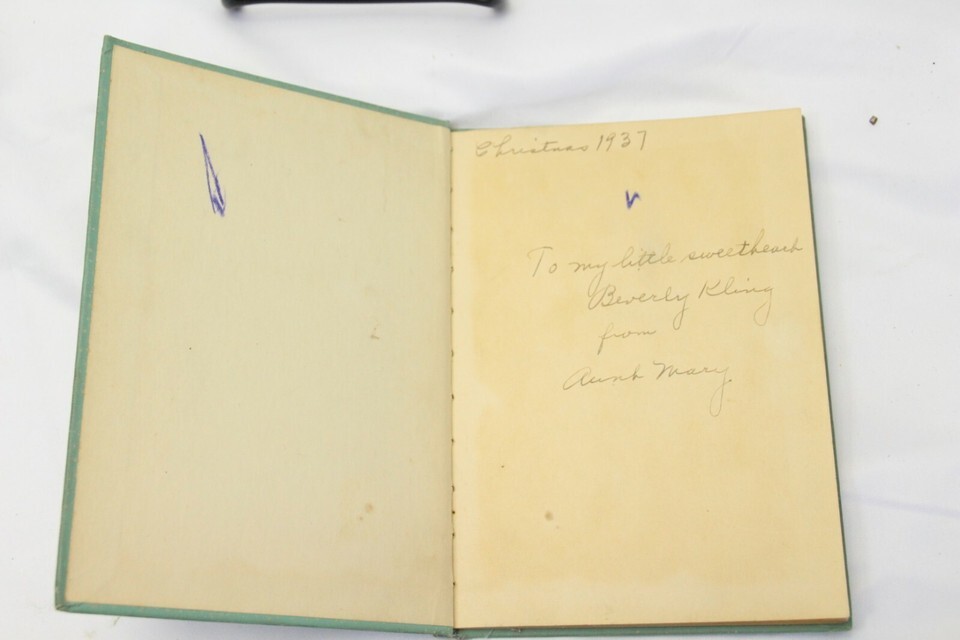 Christmas 1937
To my little sweetheart
Beverly Kling
from
Aunt Mary.